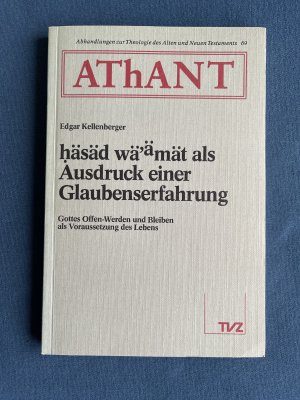 Abhandlungen zur Theologie des Alten und Neuen Testaments 69
AThANT
Edgar Kellenberger
ḥäsäd wä’ᵃ̈mät als
Ausdruck einer
Glaubenserfahrung
Gottes Offen-Werden und Bleiben
als Voraussetzung des Lebens
TVZ